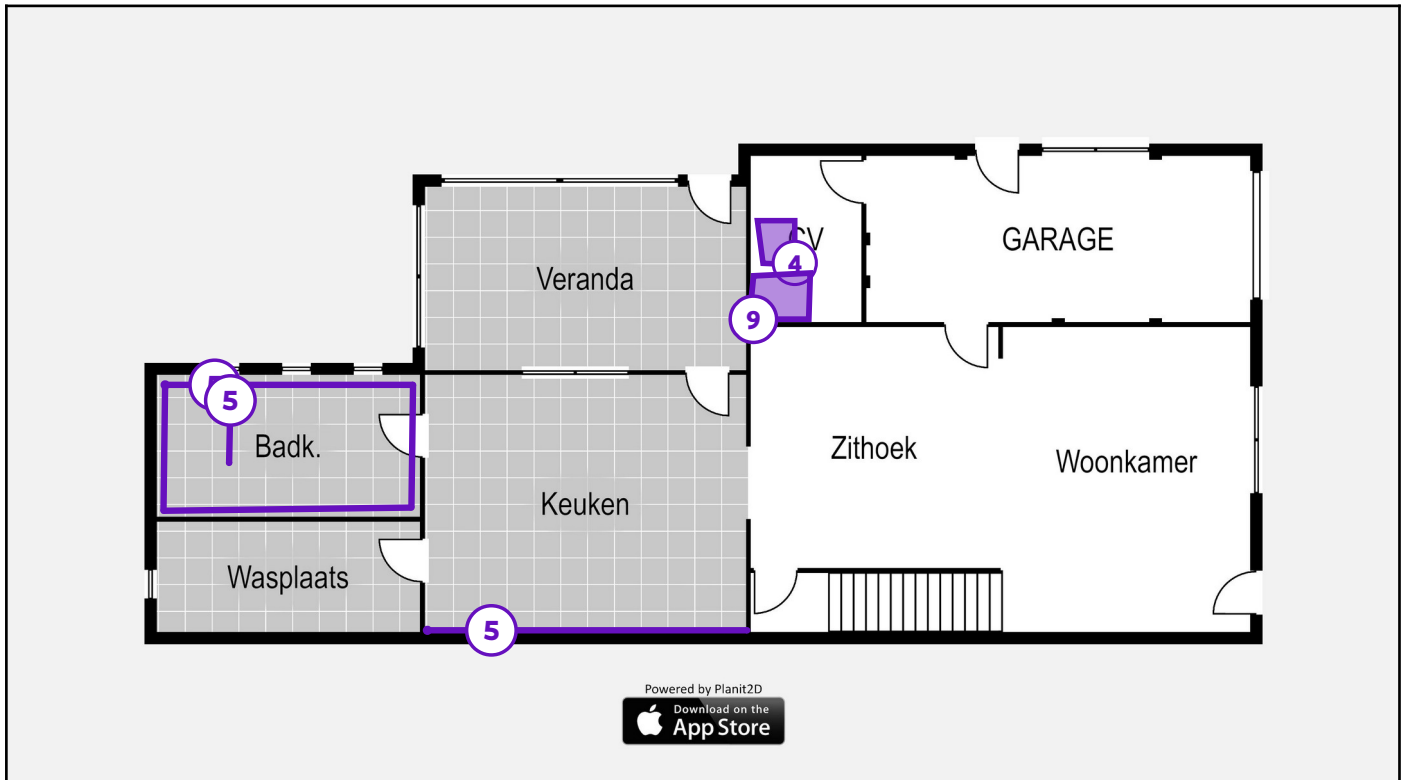 CV
4
GARAGE
Veranda
9
5
Badk.
Zithoek
Woonkamer
Keuken
Wasplaats
5
Powered by Planit2D
Download on the
App Store